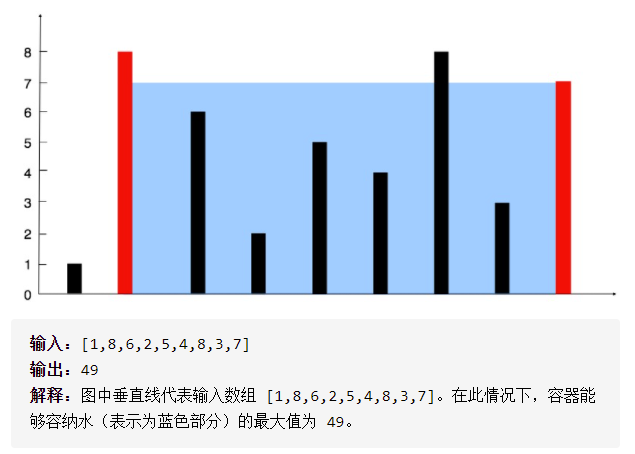 8
7
6
5
4
3
2
1
0
输入：[1,8,6,2,5,4,8,3,7]
输出：49
解释：图中垂直线代表输入数组 [1,8,6,2,5,4,8,3,7]。在此情况下，容器能
够容纳水（表示为蓝色部分）的最大值为 49。